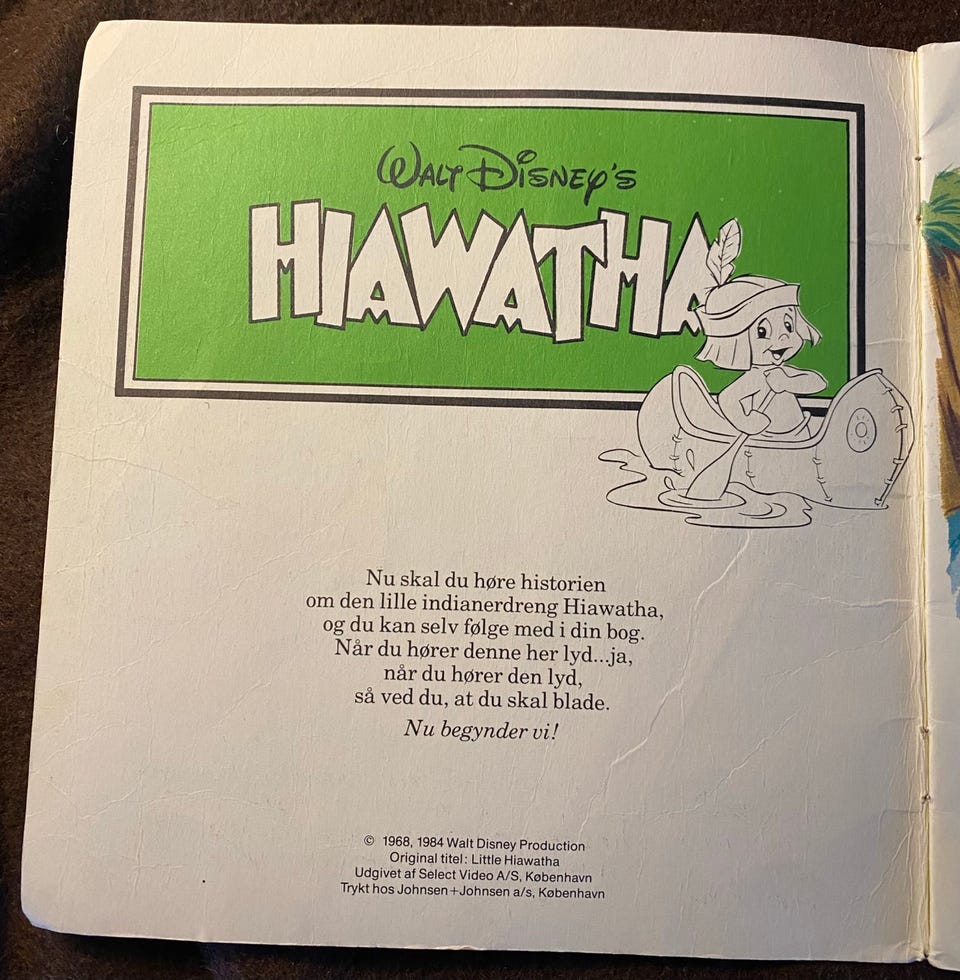 WALT DISNEY'S
HIAWATHA
Nu skal du høre historien
om den lille indianerdreng Hiawatha,
og du kan selv følge med i din bog.
Når du hører denne her lyd...ja,
når du hører den lyd,
så ved du, at du skal blade.
Nu begynder vi!
© 1968, 1984 Walt Disney Production
Original titel: Little Hiawatha
Udgivet af Select Video A/S, København
Trykt hos Johnsen+Johnsen a/s, København